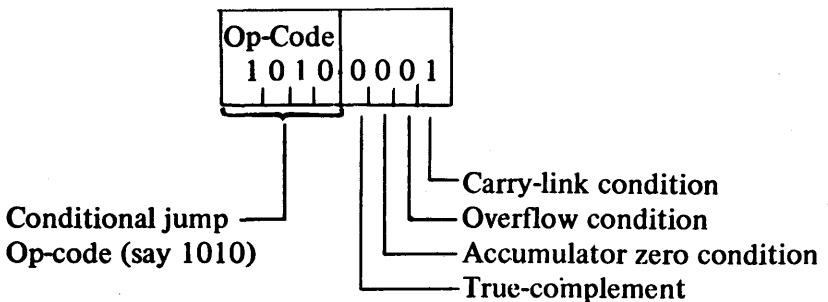 Op-Code
1 0 1 0 0 0 0 1
Carry-link condition
Conditional jump
Overflow condition
Op-code (say 1010)
Accumulator zero condition
True-complement